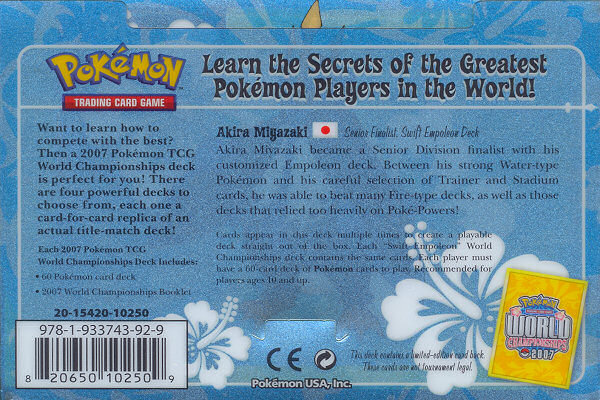 POKéMON
TRADING CARD GAME
Learn the Secrets of the Greatest
Pokémon Players in the World!
Want to learn how to
compete with the best?
Then a 2007 Pokémon TCG
World Championships deck
is perfect for you! There
are four powerful decks to
choose from, each one a
card-for-card replica of an
actual title-match deck!
Each 2007 Pokémon TCG
World Championships Deck Includes:
• 60 Pokémon card deck
• 2007 World Championships Booklet
20-15420-10250
978-1-933743-92-9
8 20650 10250 9
Akira Miyazaki Senior Finalist, Swift Empoleon Deck
Akira Miyazaki became a Senior Division finalist with his
customized Empoleon deck. Between his strong Water-type
Pokémon and his careful selection of Trainer and Stadium
cards, he was able to beat many Fire-type decks, as well as those
decks that relied too heavily on Poké-Powers!
Cards appear in this deck multiple times to create a playable
deck straight out of the box. Each "Swift Empoleon" World
Championships deck contains the same cards. Each player must
have a 60-card deck of Pokémon cards to play. Recommended for
players ages 10 and up.
Pokémon
WORLD
CHAMPIONSHIPS
2007
CE 0-3
This deck contains a limited-edition card back.
These cards are not tournament legal.
Pokémon USA, Inc.